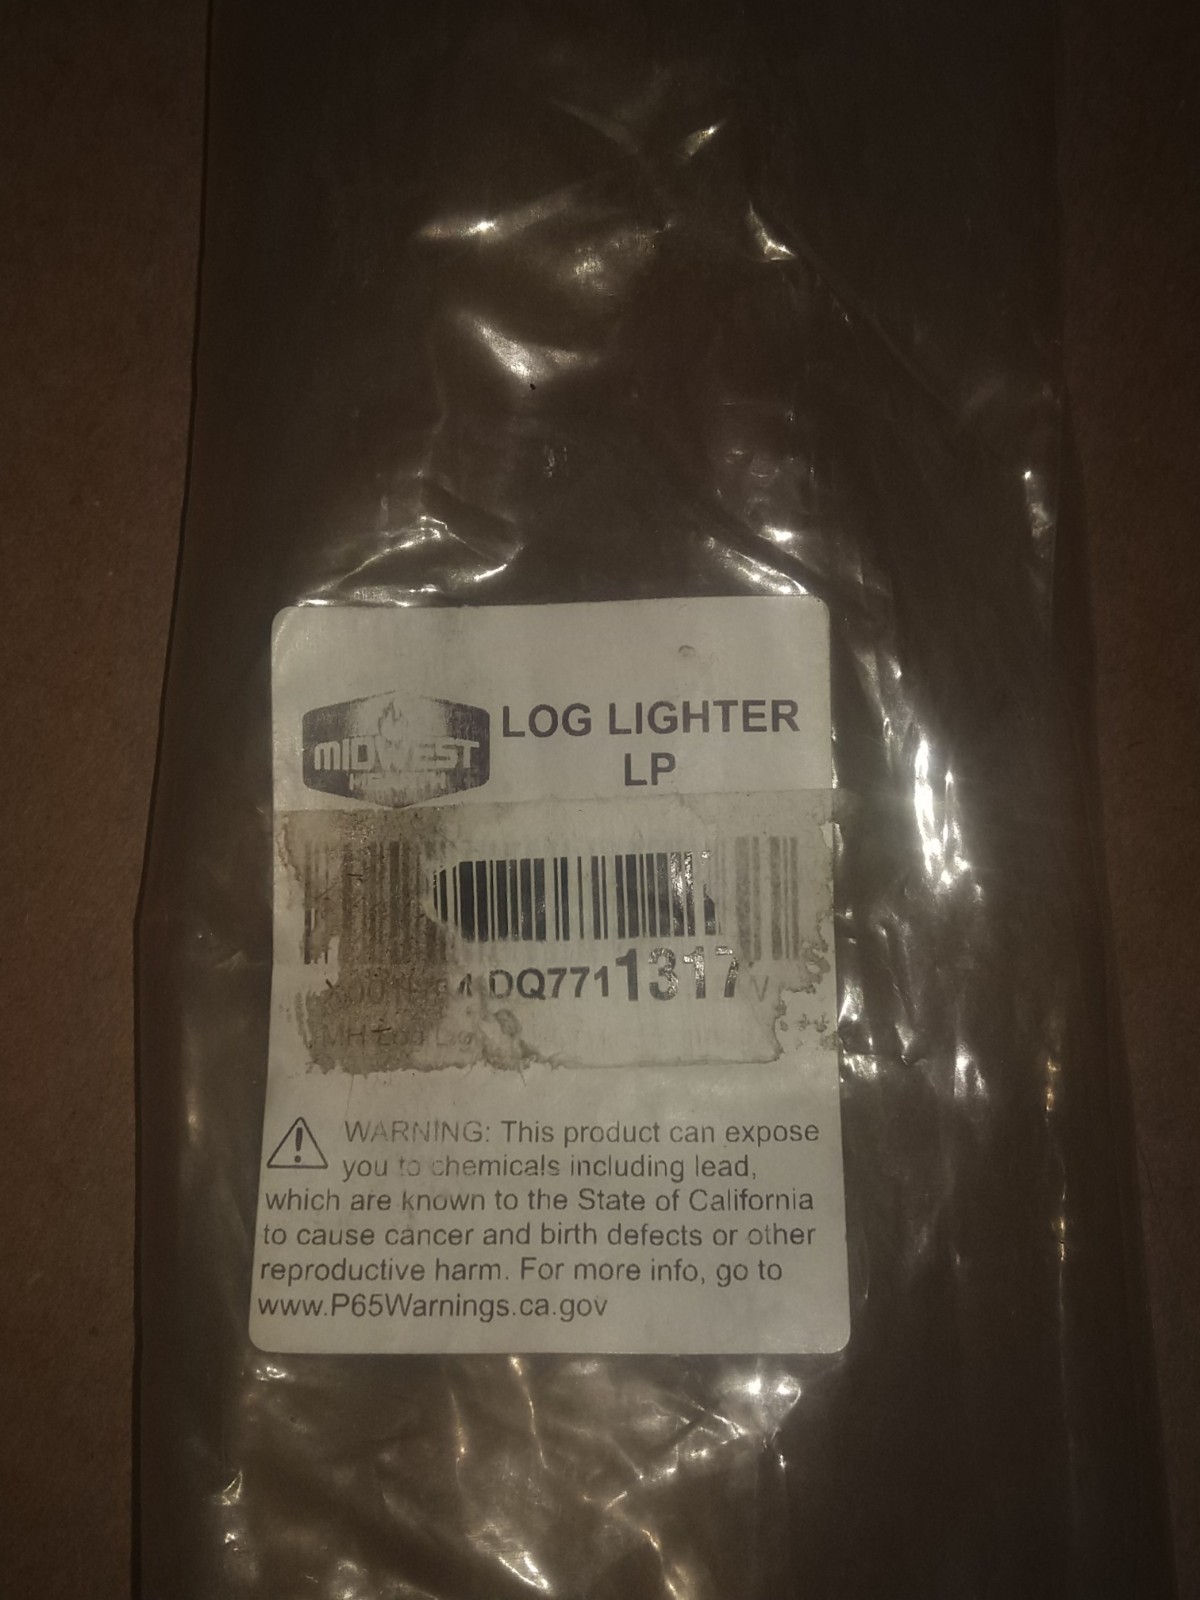 MIDWEST
LOG LIGHTER
LP
DQ7711317
WARNING: This product can expose
you to chemicals including lead,
which are known to the State of California
to cause cancer and birth defects or other
reproductive harm. For more info, go to
www.P65Warnings.ca.gov